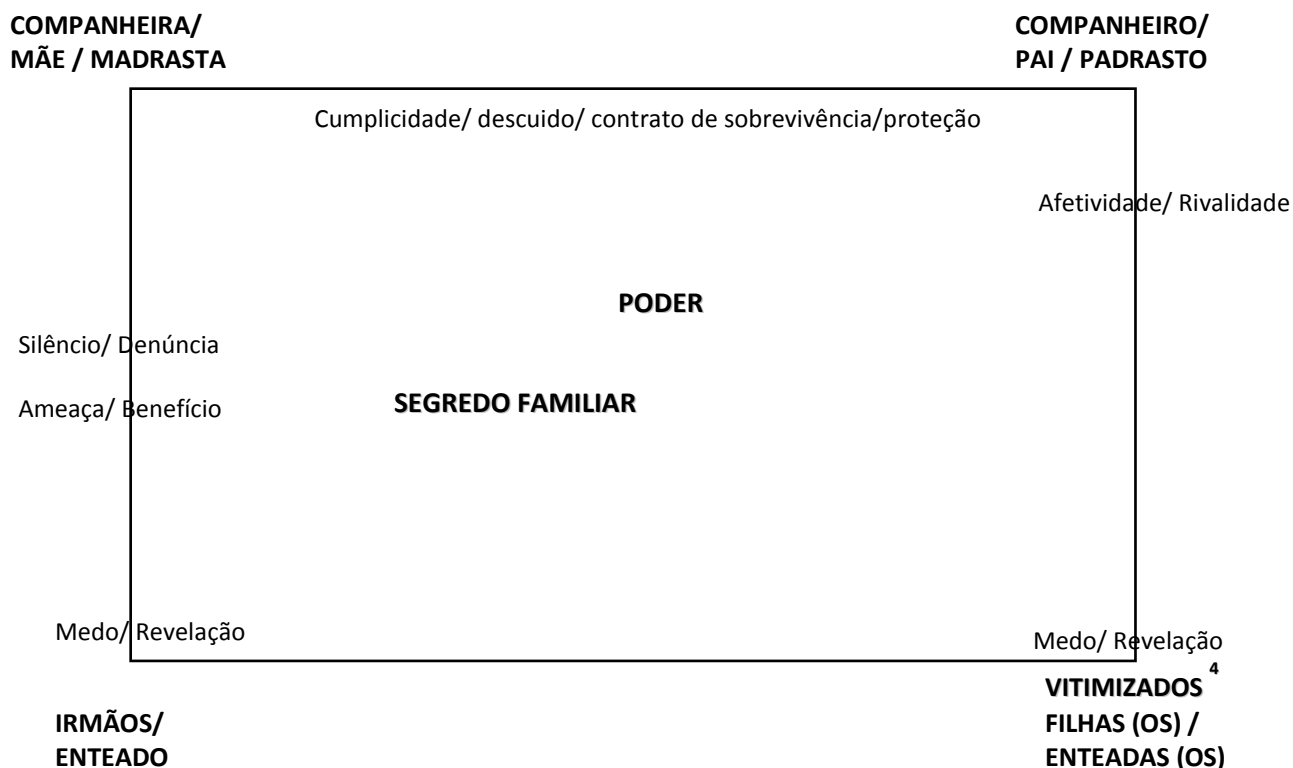 COMPANHEIRA/
MÃE / MADRASTA
COMPANHEIRO/
PAI / PADRASTO
Cumplicidade/ descuido/ contrato de sobrevivência/proteção
Afetividade/ Rivalidade
PODER
Silêncio/ Denúncia
Ameaça/ Benefício
SEGREDO FAMILIAR
Medo/ Revelação
Medo/ Revelação
IRMÃOS/
ENTEADO
VITIMIZADOS 4
FILHAS (OS) /
ENTEADAS (OS)